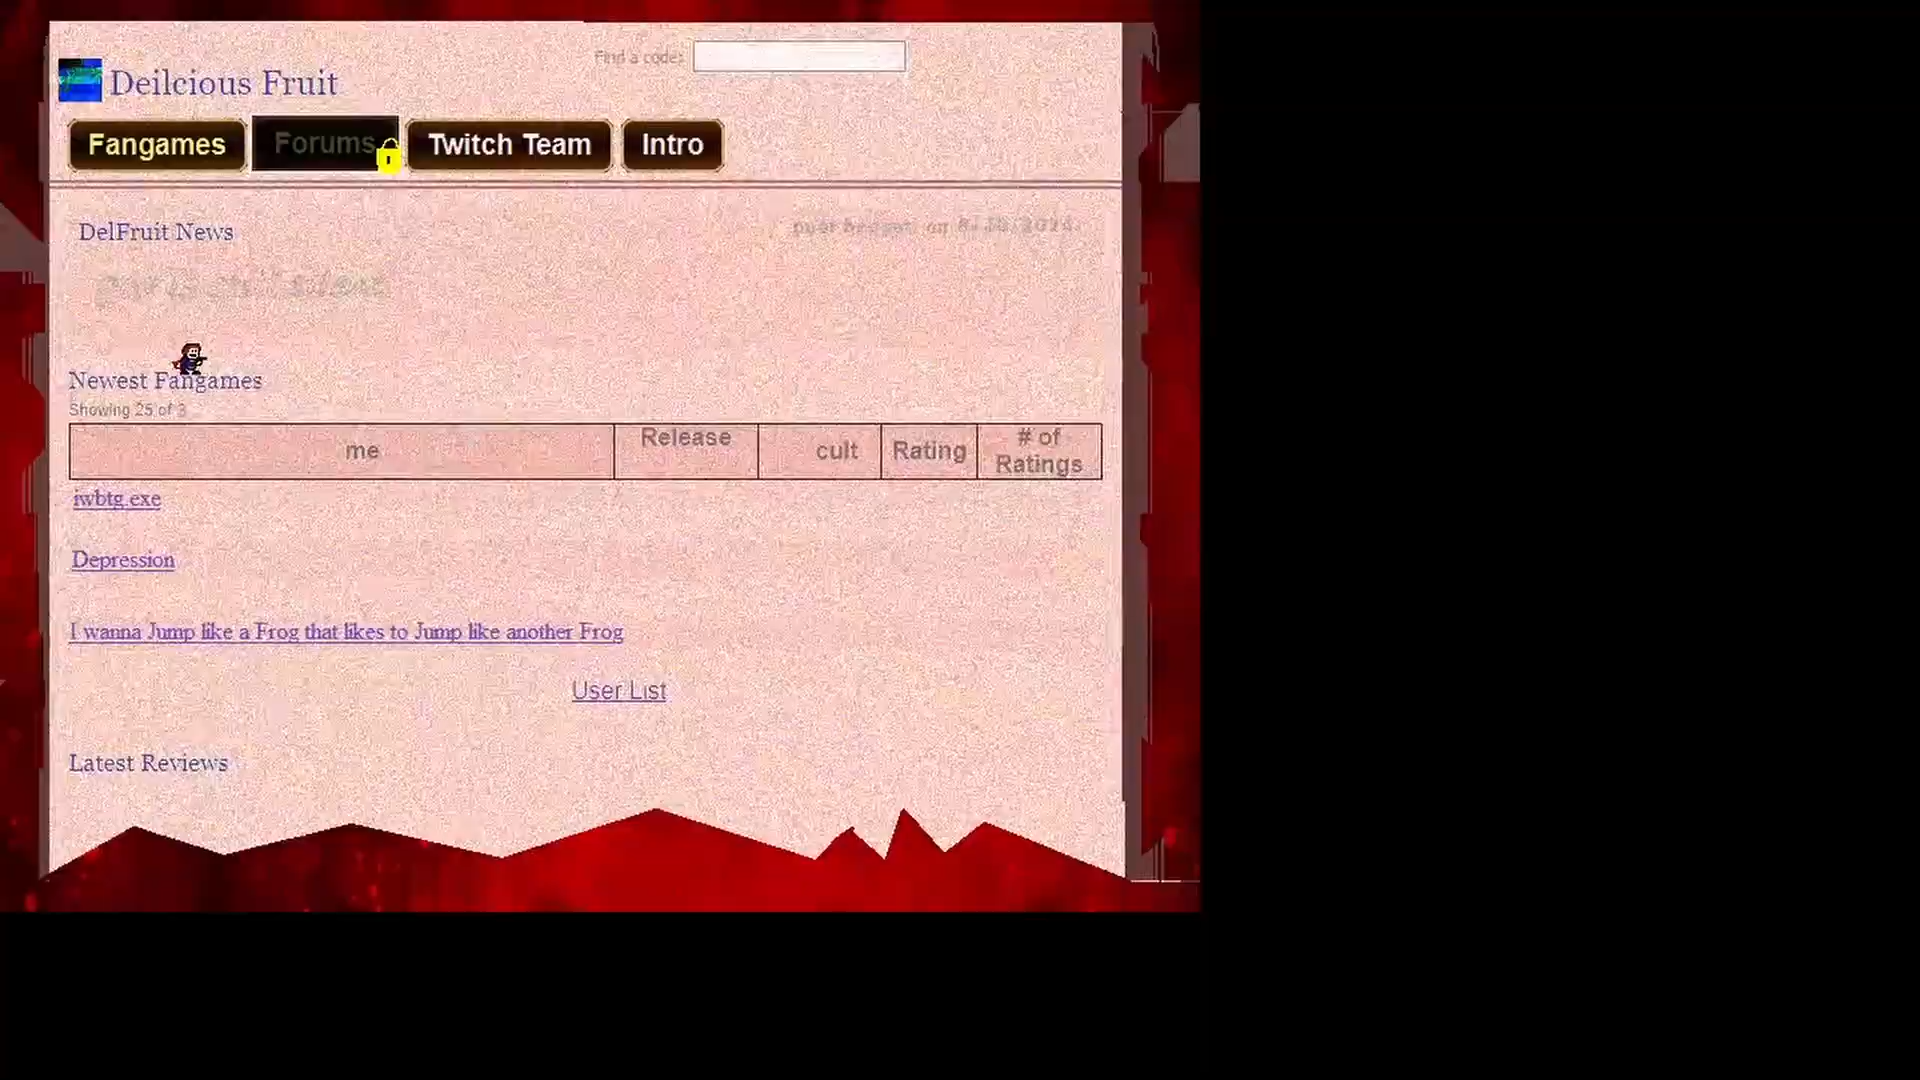 Find a code:
Deilcious Fruit
Fangames Forums Twitch Team Intro
DelFruit News
Newest Fangames
Showing 25 of 3
me Release cult Rating # of Ratings
iwbtg.exe
Depression
I wanna Jump like a Frog that likes to Jump like another Frog
User List
Latest Reviews